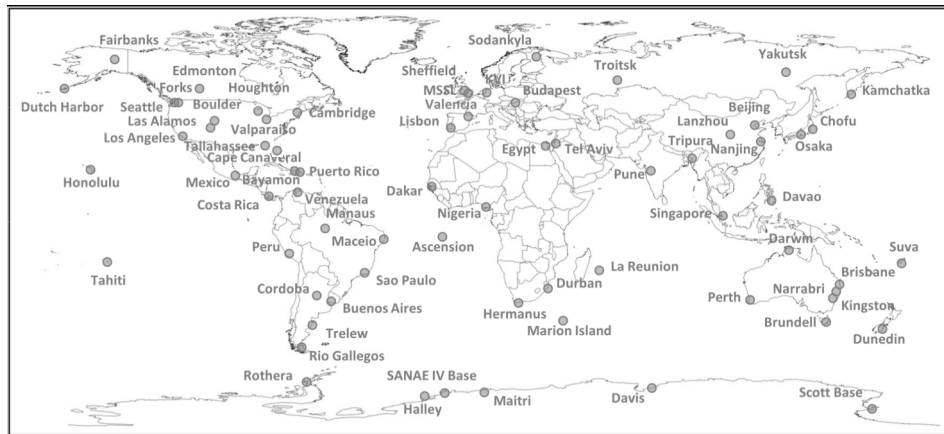 Fairbanks
Sodankyla
Yakutsk
Edmonton
Sheffield
Troitsk
Forks
Houghton
MSSL
KYLI
Budapest
Kamchatka
Dutch Harbor
Seattle
Boulder
Cambridge
Valencia
Beijing
Los Alamos
Lanzhou
Chofu
Valparaiso
Lisbon
Los Angeles
Tallahassee
Egypt
Tel Aviv
Tripura
Nanjing
Osaka
Cape Canaveral
Honolulu
Mexico
Bayamon
Puerto Rico
Pune
Dakar
Costa Rica
Venezuela
Davao
Manaus
Nigeria
Singapore
Peru
Maceio
Ascension
Darwin
Suva
Tahiti
Sao Paulo
La Reunion
Brisbane
Cordoba
Durban
Perth
Narrabri
Buenos Aires
Hermanus
Kingston
Marion Island
Brundell
Trelew
Dunedin
Rio Gallegos
Rothera
SANAE IV Base
Halley
Maitri
Davis
Scott Base